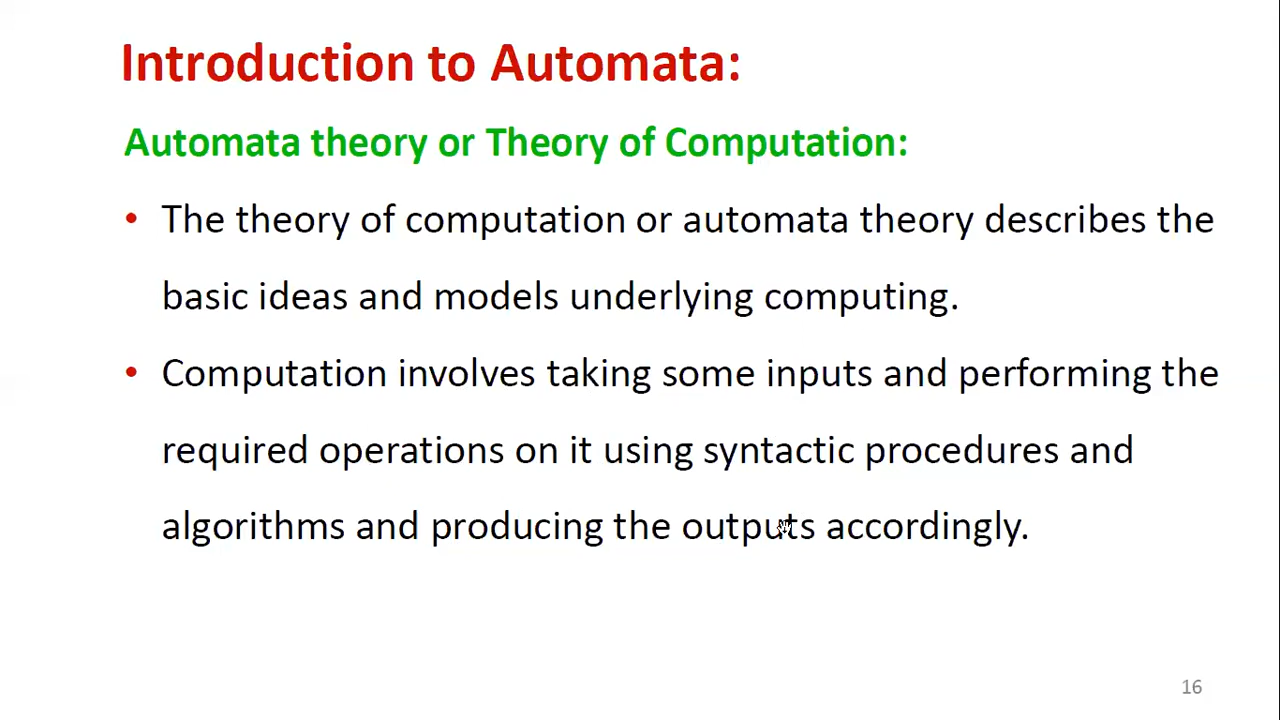 Introduction to Automata:
Automata theory or Theory of Computation:
• The theory of computation or automata theory describes the
basic ideas and models underlying computing.
• Computation involves taking some inputs and performing the
required operations on it using syntactic procedures and
algorithms and producing the outputs accordingly.
16